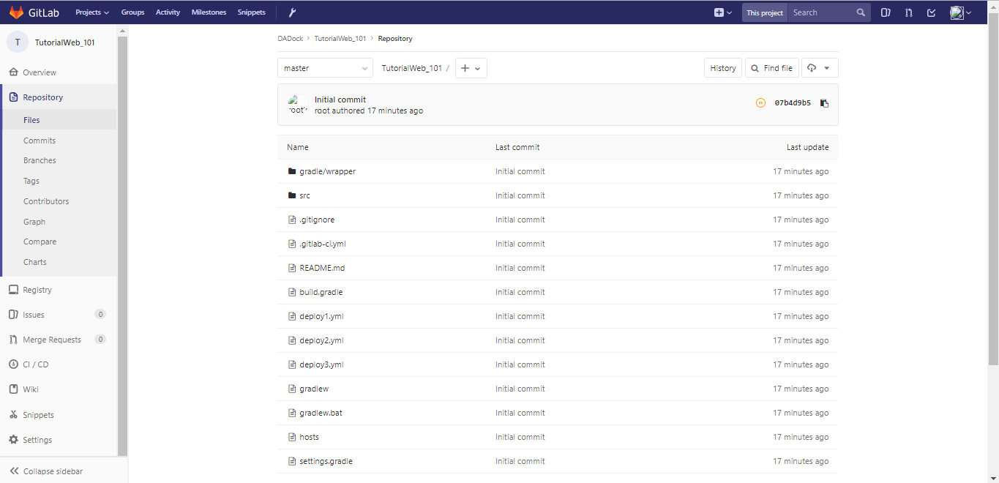 GitLab Projects Groups Activity Milestones Snippets This project Search
T TutorialWeb_101
Overview
Repository
Files
Commits
Branches
Tags
Contributors
Graph
Compare
Charts
Registry
Issues 0
Merge Requests 0
CI / CD
Wiki
Snippets
Settings
Collapse sidebar
DADock > TutorialWeb_101 > Repository
master TutorialWeb_101 / + History Find file
root'
Initial commit
root authored 17 minutes ago
07b4d9b5
Name Last commit Last update
gradle/wrapper Initial commit 17 minutes ago
src Initial commit 17 minutes ago
.gitignore Initial commit 17 minutes ago
.gitlab-ci.yml Initial commit 17 minutes ago
README.md Initial commit 17 minutes ago
build.gradle Initial commit 17 minutes ago
deploy1.yml Initial commit 17 minutes ago
deploy2.yml Initial commit 17 minutes ago
deploy3.yml Initial commit 17 minutes ago
gradlew Initial commit 17 minutes ago
gradlew.bat Initial commit 17 minutes ago
hosts Initial commit 17 minutes ago
settings.gradle Initial commit 17 minutes ago